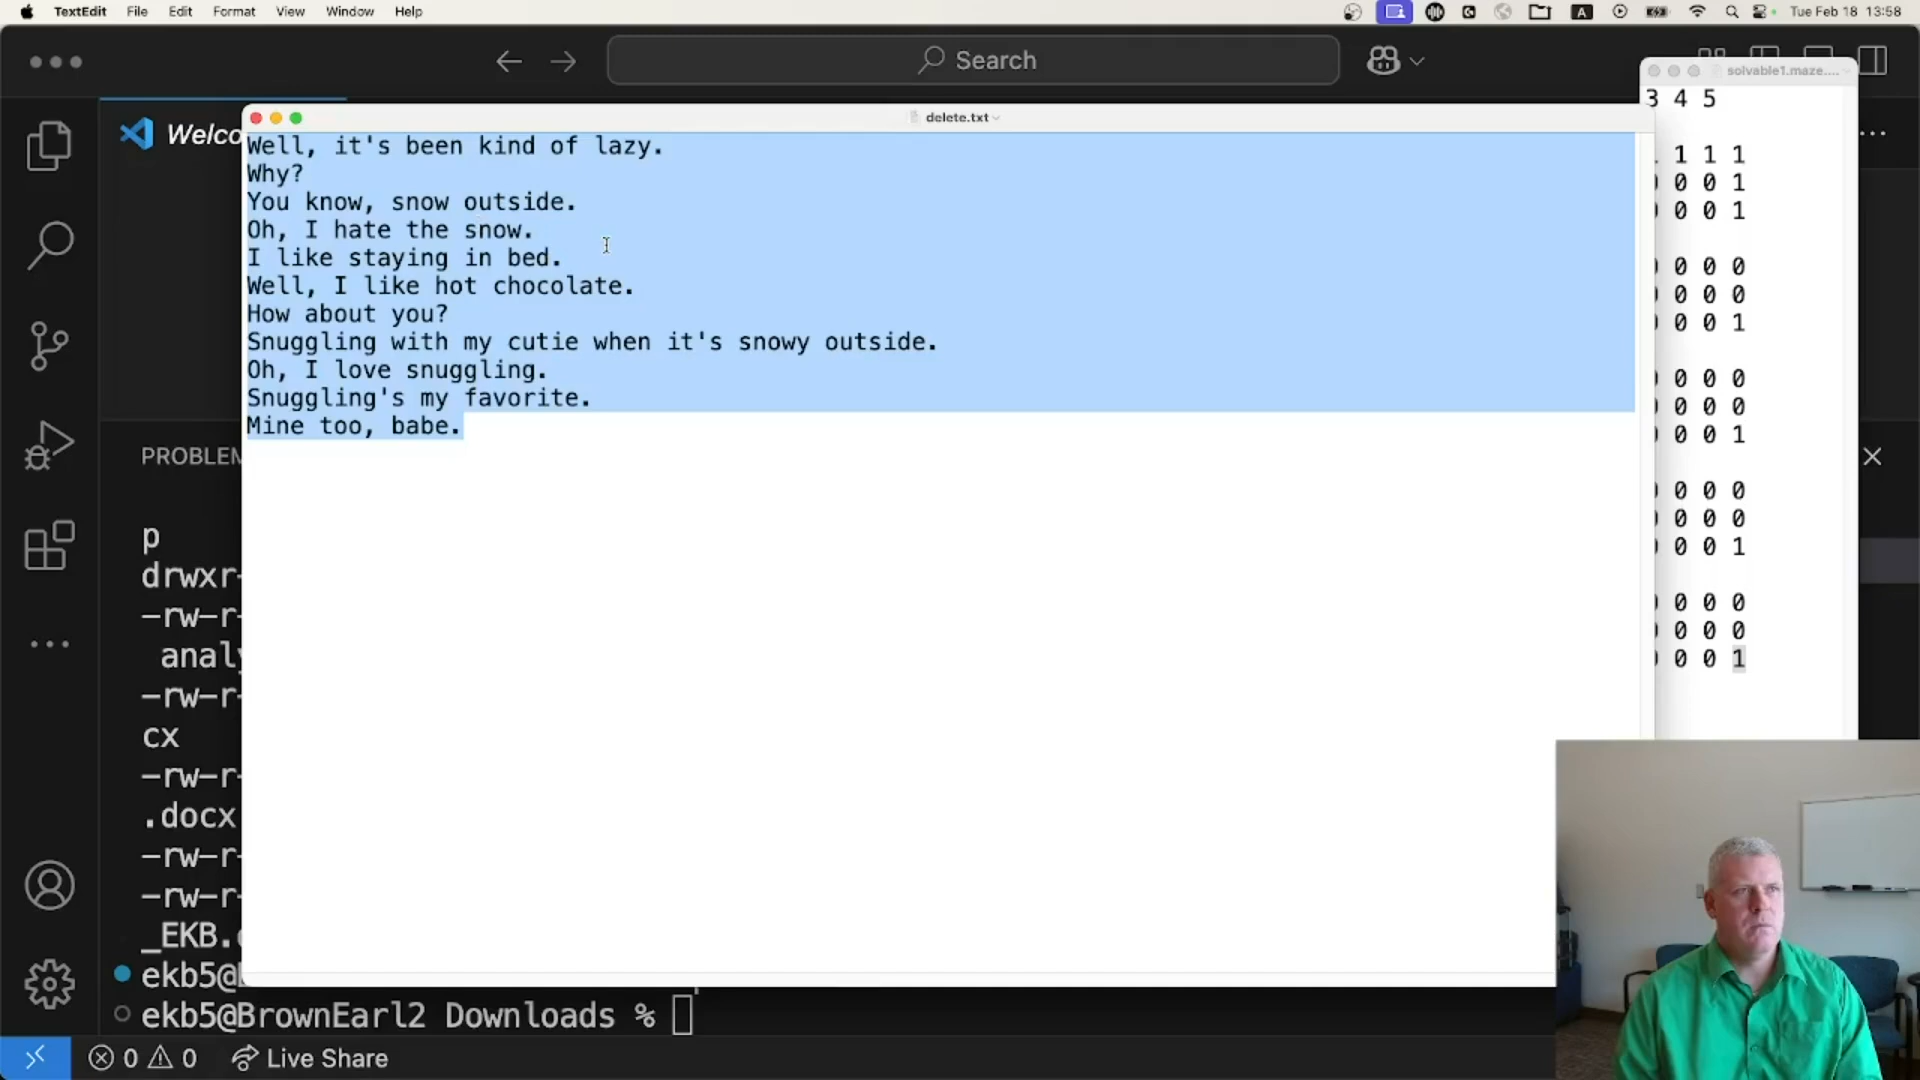 TextEdit File Edit Format View Window Help
A
Tue Feb 18 13:58
Search
solvable1.maze....
delete.txt
Welco
Well, it's been kind of lazy.
Why?
You know, snow outside.
Oh, I hate the snow.
I like staying in bed.
Well, I like hot chocolate.
How about you?
Snuggling with my cutie when it's snowy outside.
Oh, I love snuggling.
Snuggling's my favorite.
Mine too, babe.
3 4 5
1 1 1
0 0 1
0 0 1
0 0 0
0 0 0
0 0 1
0 0 0
0 0 0
0 0 1
0 0 0
0 0 0
0 0 1
0 0 0
0 0 0
0 0 1
PROBLEM
p
drwxr-
-rw-r-
analy
-rw-r-
cx
-rw-r-
.docx
-rw-r-
-rw-r-
_EKB.
ekb5@
ekb5@BrownEarl2 Downloads %
0 0 Live Share